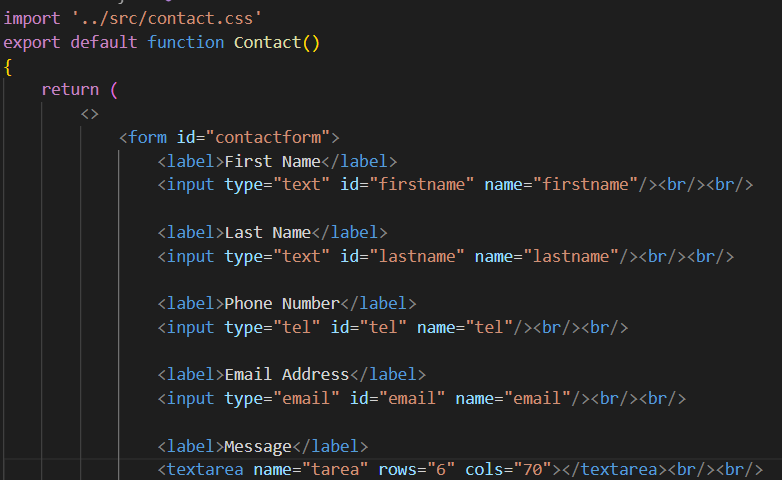 import '../src/contact.css'
export default function Contact()
{
    return (
        <>
            <form id="contactform">
                <label>First Name</label>
                <input type="text" id="firstname" name="firstname"/><br/><br/>

                <label>Last Name</label>
                <input type="text" id="lastname" name="lastname"/><br/><br/>

                <label>Phone Number</label>
                <input type="tel" id="tel" name="tel"/><br/><br/>

                <label>Email Address</label>
                <input type="email" id="email" name="email"/><br/><br/>

                <label>Message</label>
                <textarea name="tarea" rows="6" cols="70"></textarea><br/><br/>